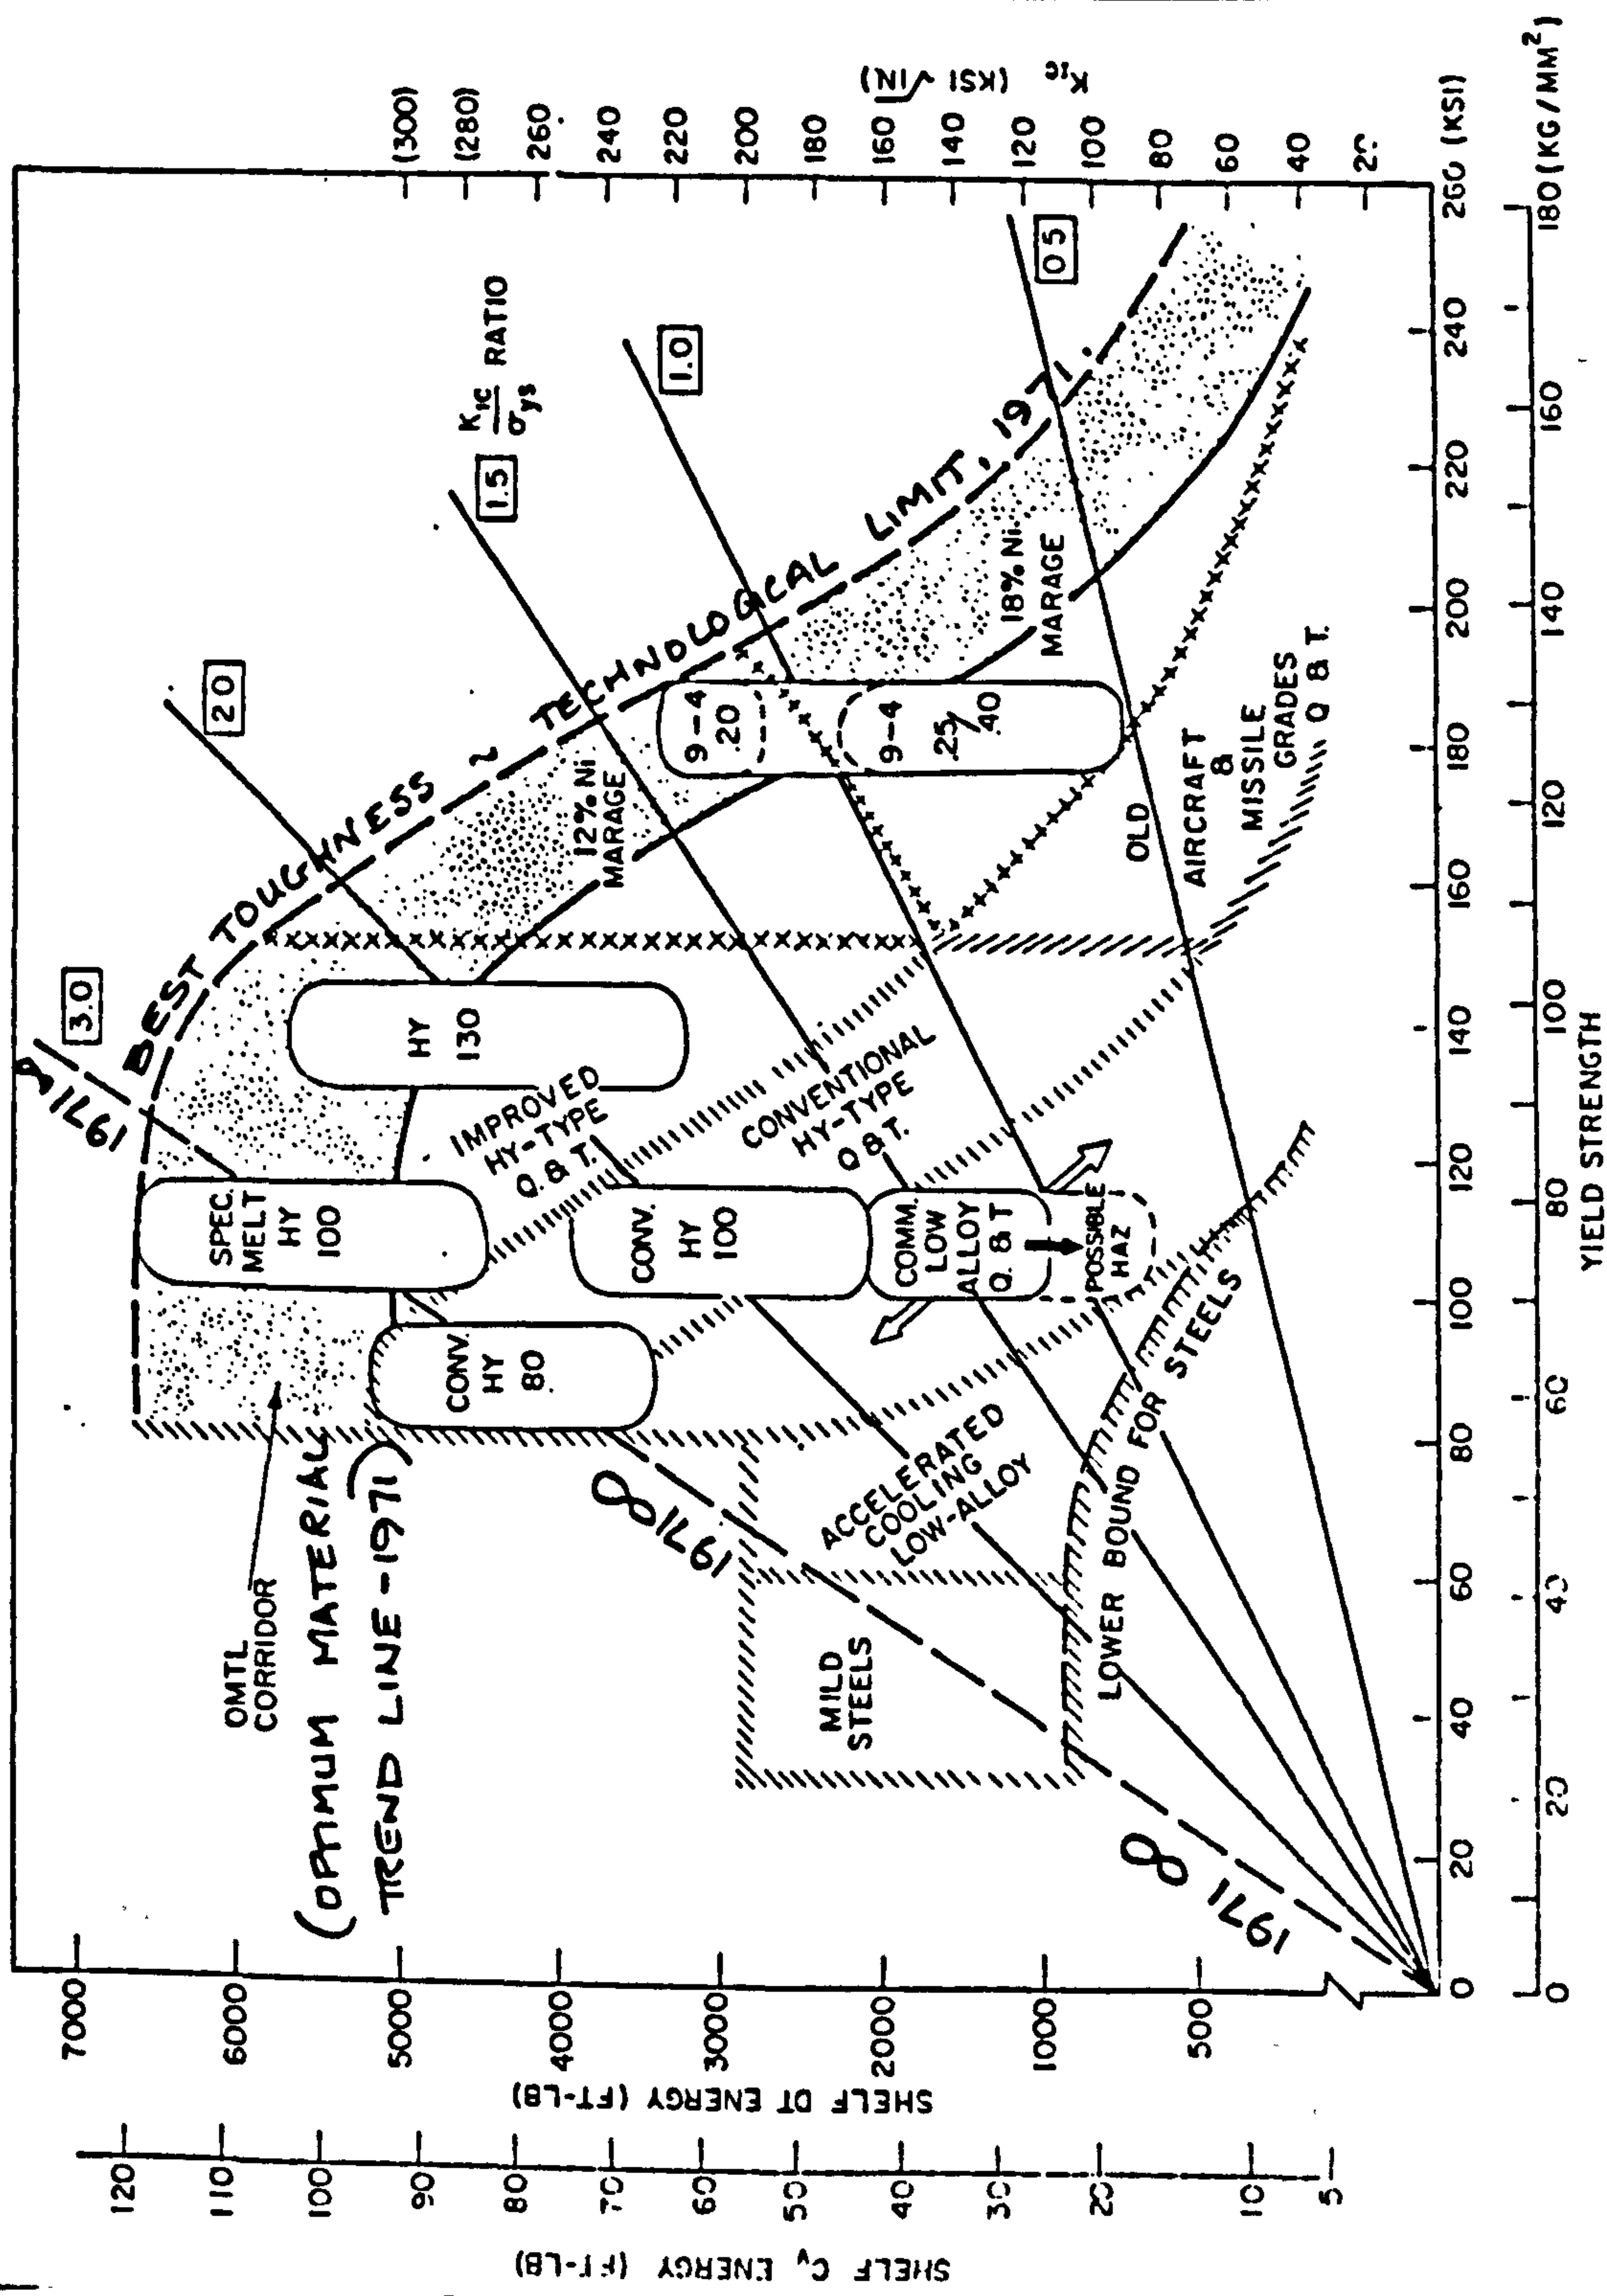 SHELF Cv ENERGY (FT-LB)
120
110
100
90
80
70
60
50
40
30
20
10
5
SHELF DT ENERGY (FT-LB)
7000
6000
5000
4000
3000
2000
1000
500
(OPTIMUM MATERIAL
TREND LINE-1971)
OMTL
CORRIDOR
BEST TOUGHNESS ~ TECHNOLOGICAL LIMIT, 1971.
1971
3.0
2.0
1.5
KIC
σys
RATIO
1.0
0 5
SPEC.
MELT
HY
100
HY
130
CONV.
HY
80
CONV.
HY
100
COMM.
LOW
ALLOY
Q. & T
POSSIBLE
HAZ
IMPROVED
HY-TYPE
Q. & T.
CONVENTIONAL
HY-TYPE
Q & T.
12% Ni
MARAGE
9-4
.20
9-4
.25/.40
18% Ni
MARAGE
OLD
AIRCRAFT
&
MISSILE
GRADES
Q & T.
ACCELERATED
COOLING
LOW-ALLOY
MILD
STEELS
LOWER BOUND FOR STEELS
1971
1971
(300)
(280)
260
240
220
200
180
160
140
120
100
80
60
40
KIC (KSI √IN)
0 20 40 60 80 100 120 140 160 180 200 220 240 260 (KSI)
0 20 40 60 80 100 120 140 160 180 (KG/MM²)
YIELD STRENGTH